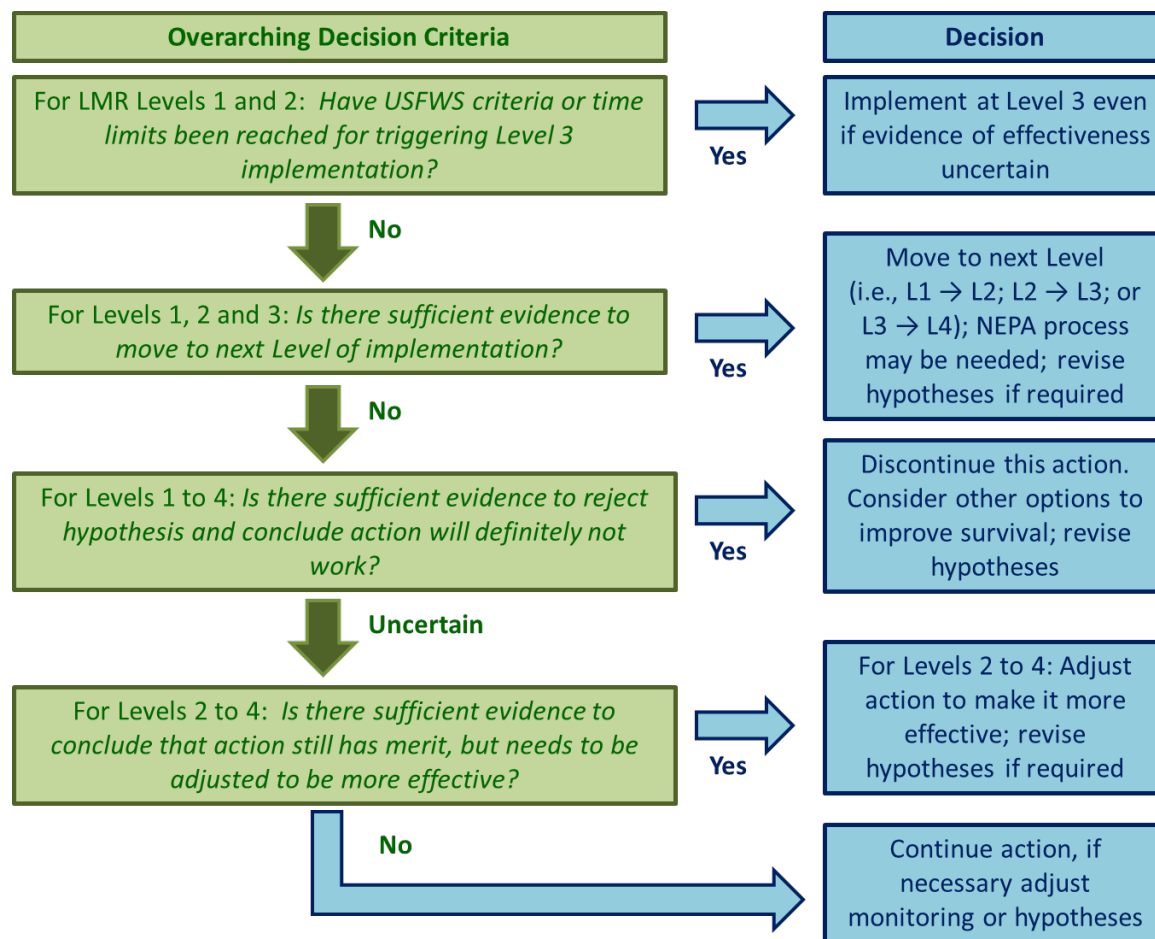 Overarching Decision Criteria
Decision
For LMR Levels 1 and 2: Have USFWS criteria or time
limits been reached for triggering Level 3
implementation?
Yes
Implement at Level 3 even
if evidence of effectiveness
uncertain
No
For Levels 1, 2 and 3: Is there sufficient evidence to
move to next Level of implementation?
Yes
Move to next Level
(i.e., L1 → L2; L2 → L3; or
L3 → L4); NEPA process
may be needed; revise
hypotheses if required
No
For Levels 1 to 4: Is there sufficient evidence to reject
hypothesis and conclude action will definitely not
work?
Yes
Discontinue this action.
Consider other options to
improve survival; revise
hypotheses
Uncertain
For Levels 2 to 4: Is there sufficient evidence to
conclude that action still has merit, but needs to be
adjusted to be more effective?
Yes
For Levels 2 to 4: Adjust
action to make it more
effective; revise
hypotheses if required
No
Continue action, if
necessary adjust
monitoring or hypotheses